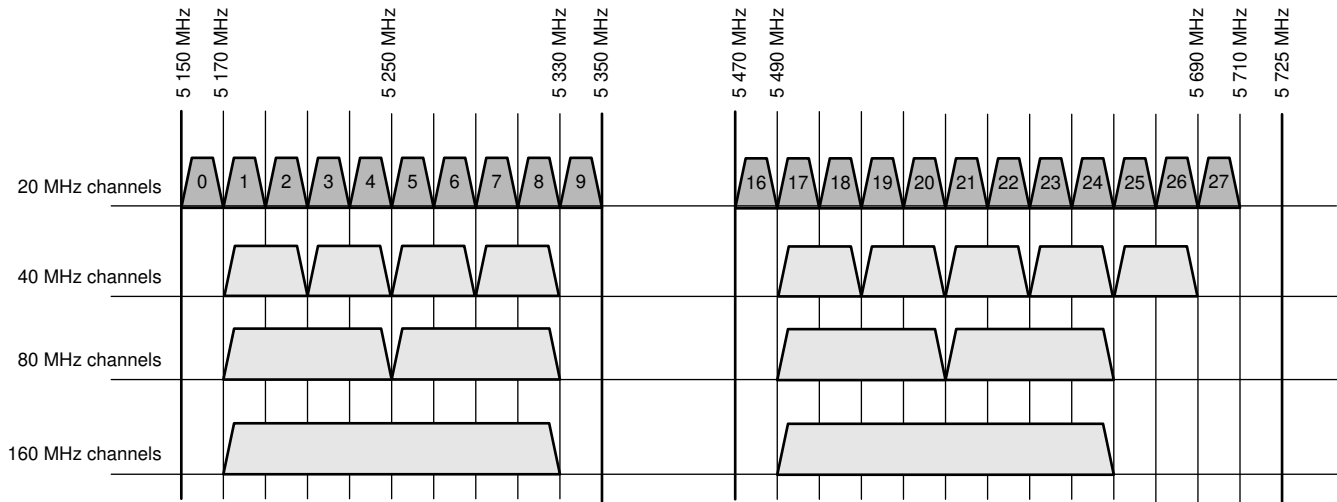 5 150 MHz
5 170 MHz
5 250 MHz
5 330 MHz
5 350 MHz
5 470 MHz
5 490 MHz
5 690 MHz
5 710 MHz
5 725 MHz
20 MHz channels
0 1 2 3 4 5 6 7 8 9 16 17 18 19 20 21 22 23 24 25 26 27
40 MHz channels
80 MHz channels
160 MHz channels